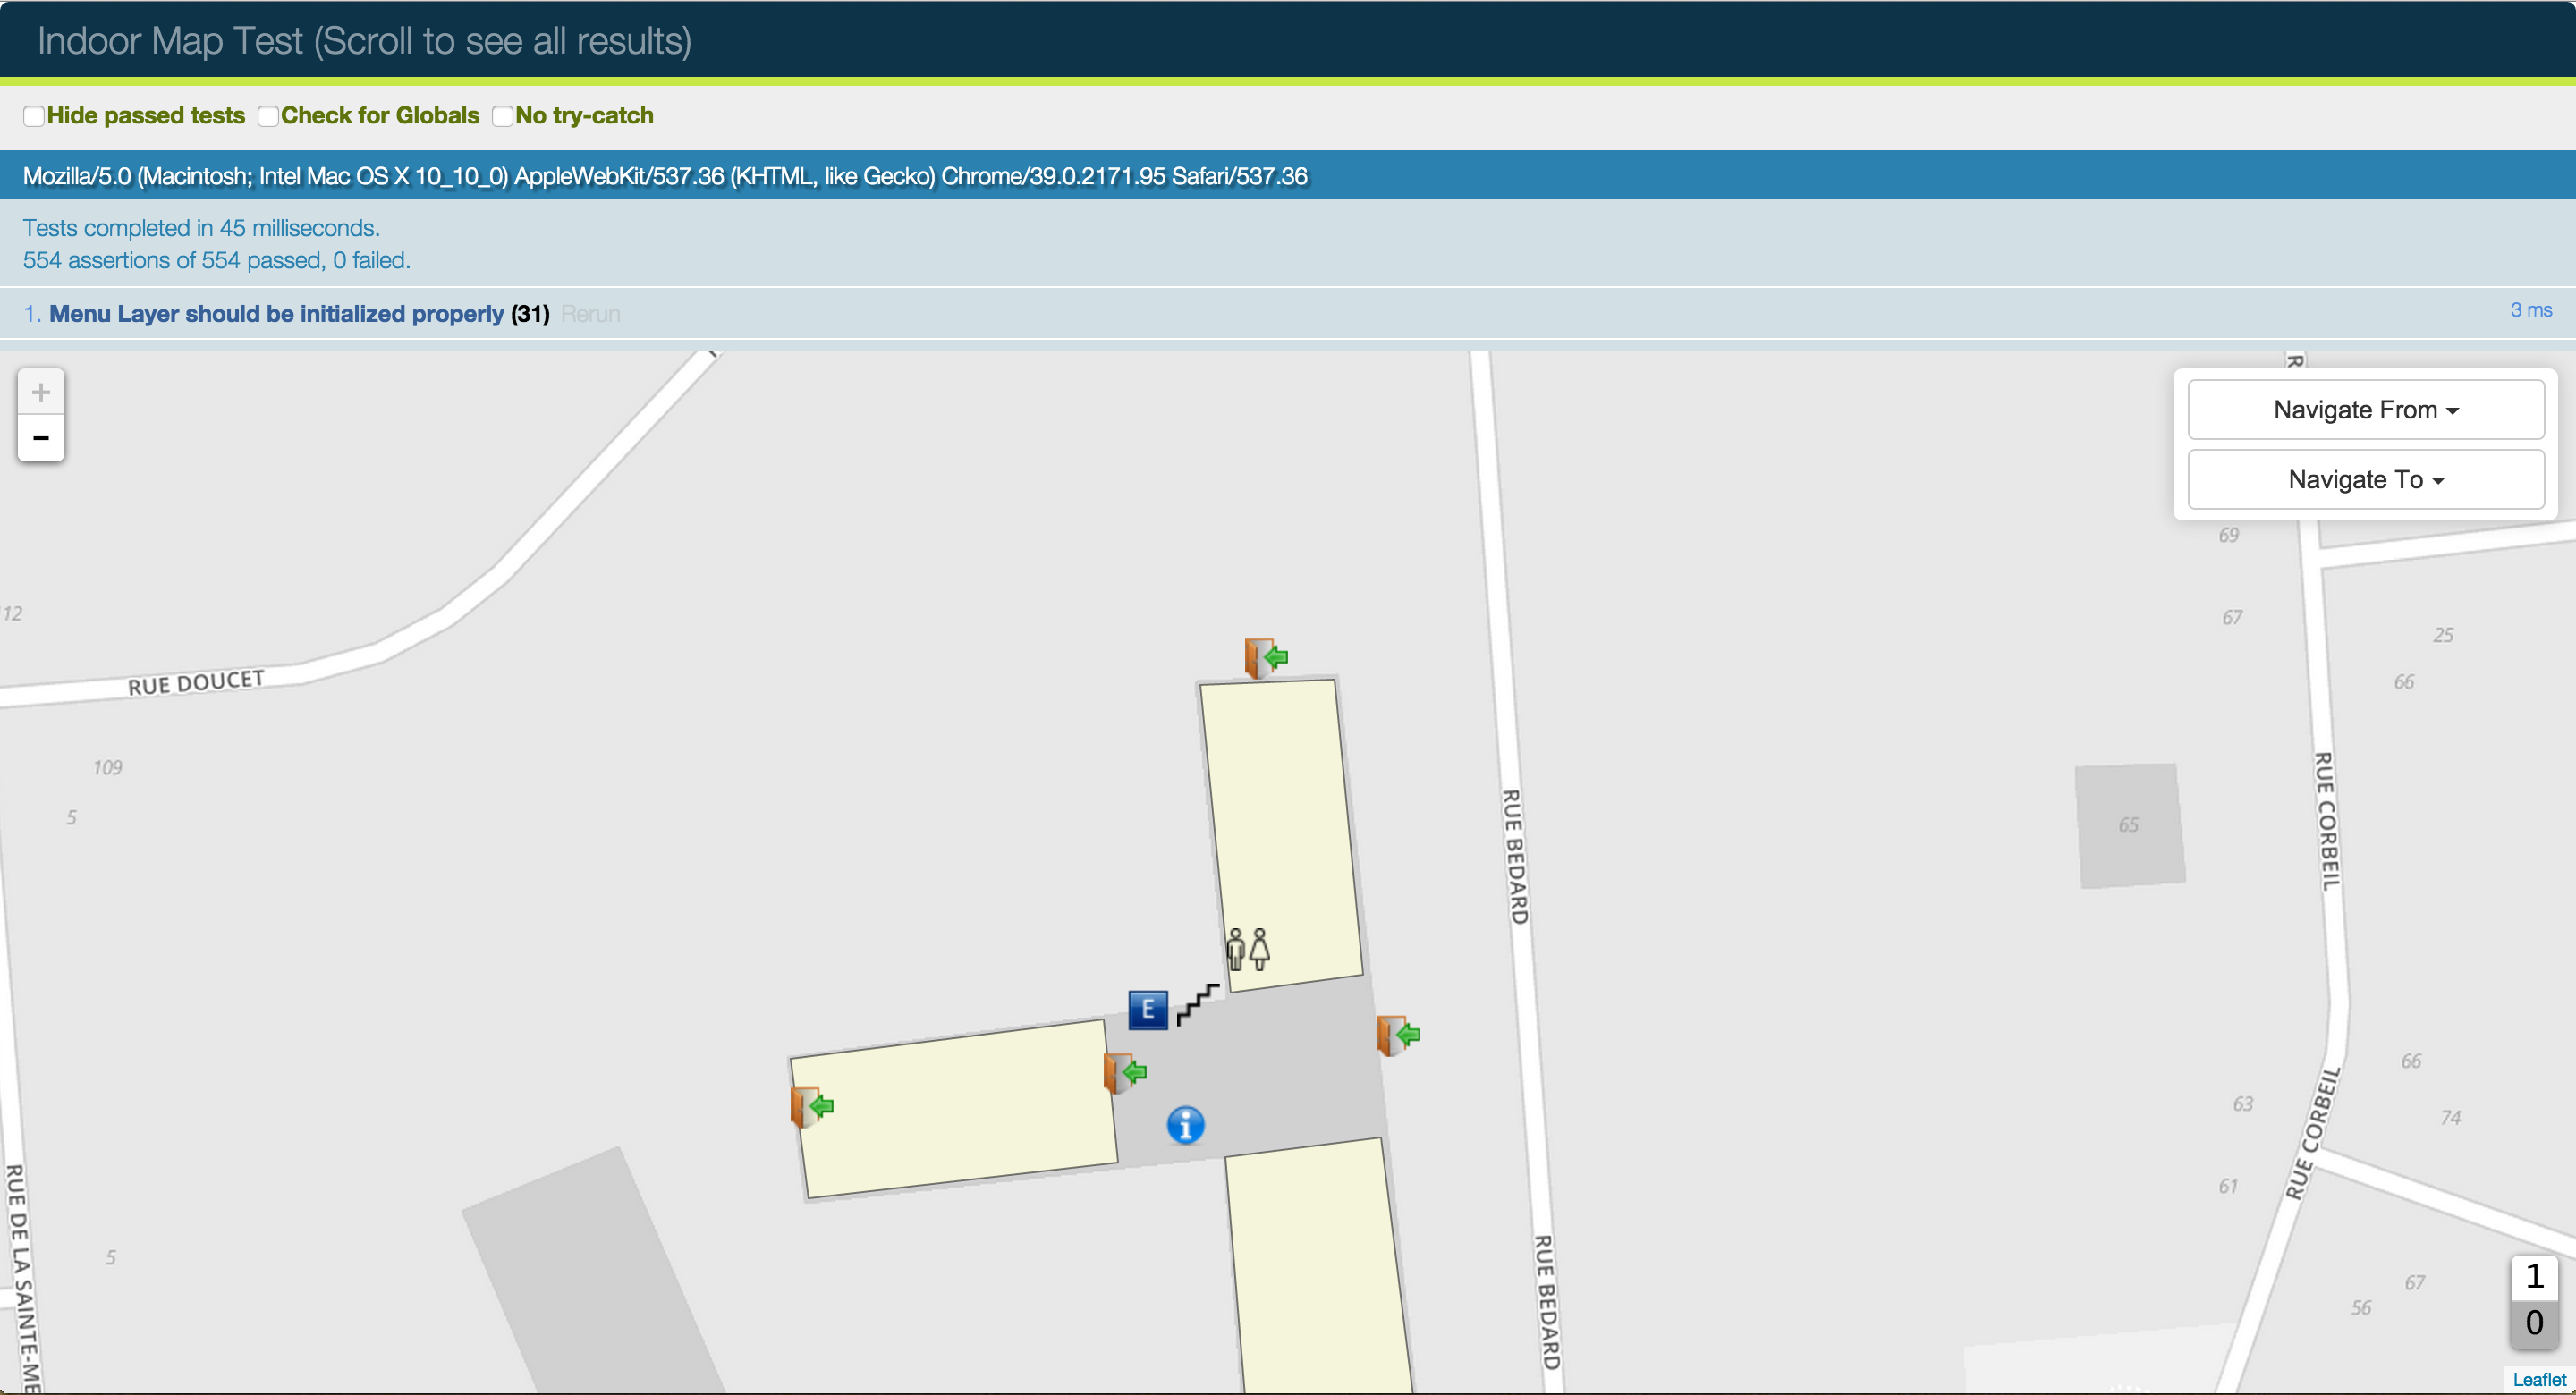 Indoor Map Test (Scroll to see all results)
Hide passed tests Check for Globals No try-catch
Mozilla/5.0 (Macintosh; Intel Mac OS X 10_10_0) AppleWebKit/537.36 (KHTML, like Gecko) Chrome/39.0.2171.95 Safari/537.36
Tests completed in 45 milliseconds.
554 assertions of 554 passed, 0 failed.
1. Menu Layer should be initialized properly (31) Rerun 3 ms
+
-
R
Navigate From
Navigate To
69
12
67
25
66
RUE DOUCET
109
5
65
RUE BEDARD
RUE CORBEIL
E
i
66
63
74
RUE CORBEIL
61
RUE DE LA SAINTE-ME
5
RUE BEDARD
67
56
1
0
Leaflet